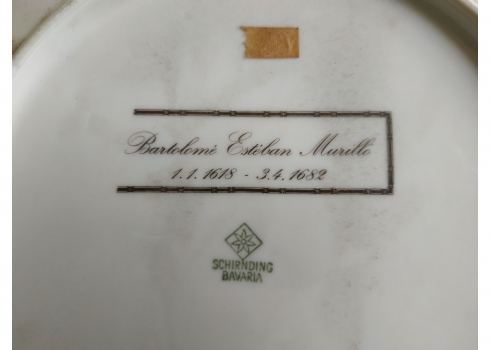 Bartolomé Estéban Murillo
1.1.1618 - 3.4.1682
SCHIRNDING
BAVARIA